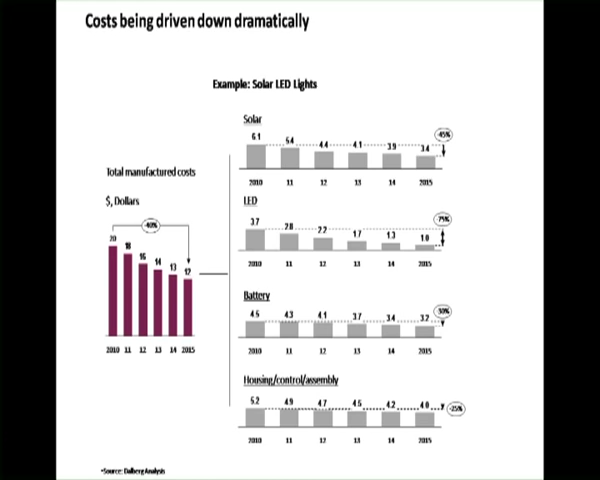 Costs being driven down dramatically
Example: Solar LED Lights
Total manufactured costs
$, Dollars
-40%
20 18 16 14 13 12
2010 11 12 13 14 2015
Solar
6.1 5.4 4.4 4.1 3.9 3.4
-45%
2010 11 12 13 14 2015
LED
3.7 2.8 2.2 1.7 1.3 1.0
-75%
2010 11 12 13 14 2015
Battery
4.5 4.3 4.1 3.7 3.4 3.2
-30%
2010 11 12 13 14 2015
Housing/control/assembly
5.2 4.9 4.7 4.5 4.2 4.0
-25%
2010 11 12 13 14 2015
*Source: Dalberg Analysis